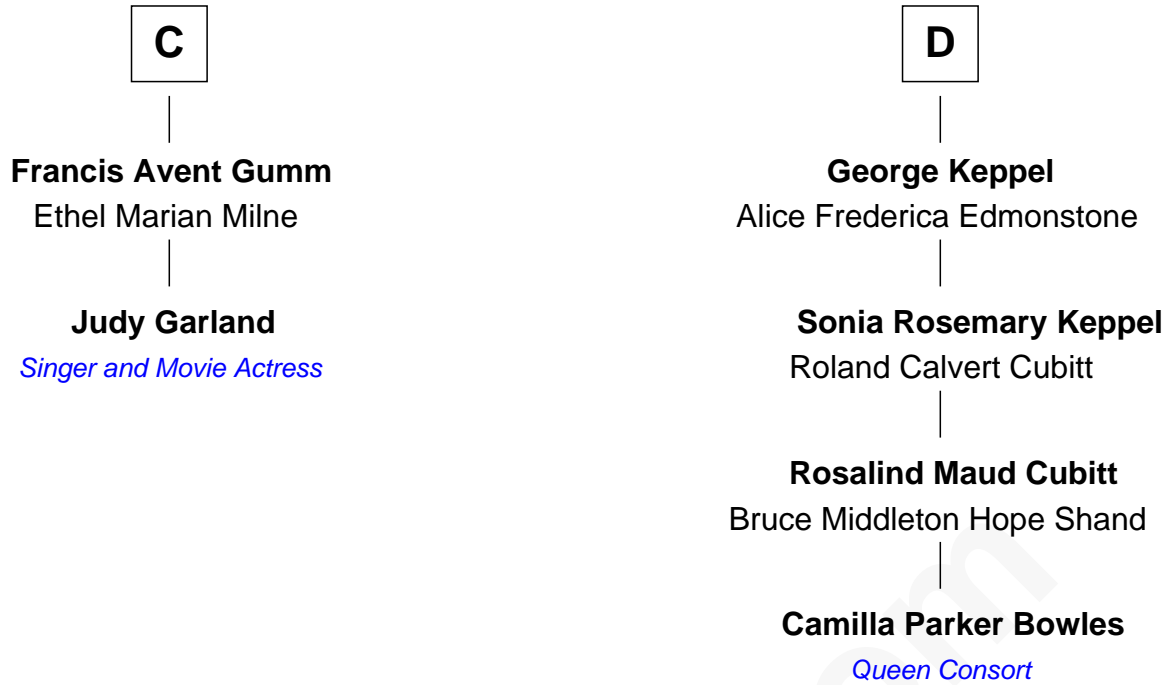 C
Francis Avent Gumm
Ethel Marian Milne
Judy Garland
Singer and Movie Actress
D
George Keppel
Alice Frederica Edmonstone
Sonia Rosemary Keppel
Roland Calvert Cubitt
Rosalind Maud Cubitt
Bruce Middleton Hope Shand
Camilla Parker Bowles
Queen Consort